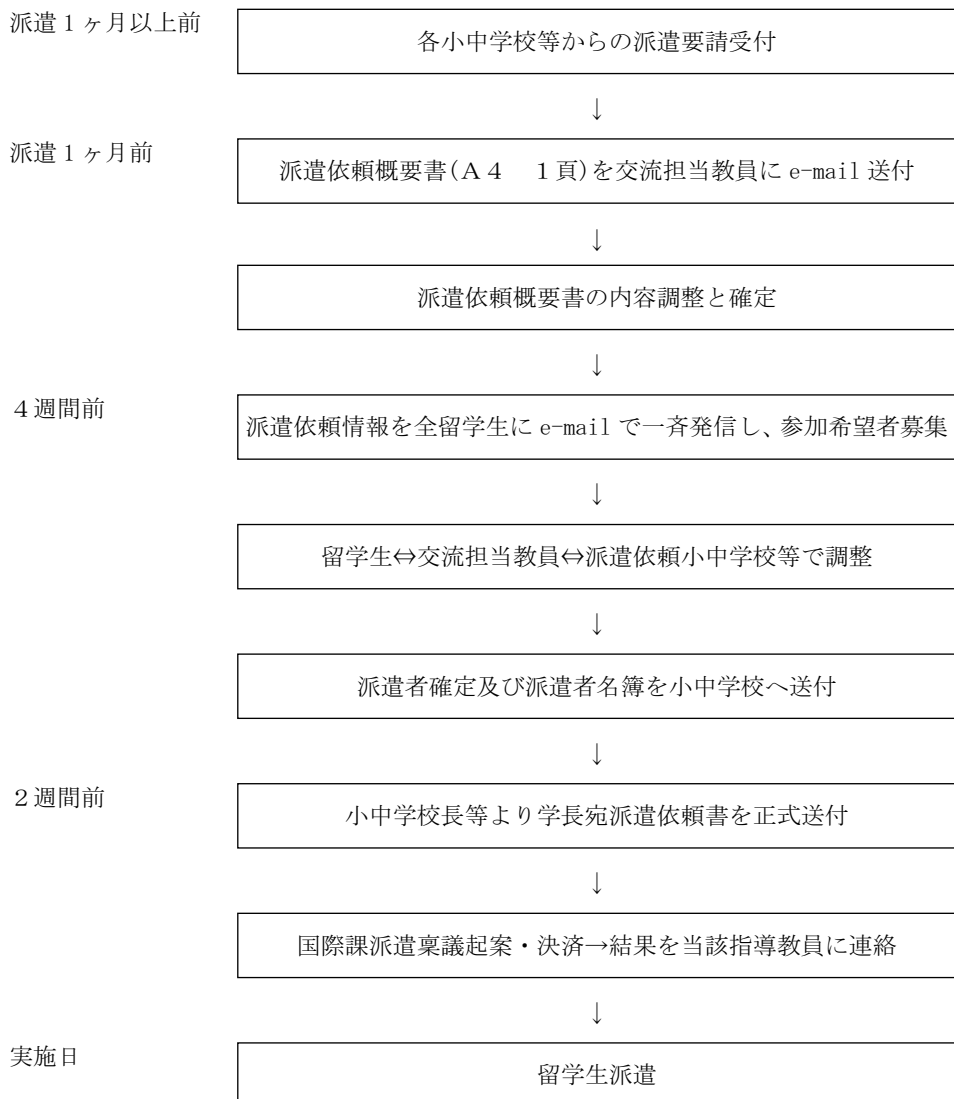 派遣１ヶ月以上前
各小中学校等からの派遣要請受付
↓
派遣１ヶ月前
派遣依頼概要書(Ａ４　１頁)を交流担当教員に e-mail 送付
↓
派遣依頼概要書の内容調整と確定
↓
４週間前
派遣依頼情報を全留学生に e-mail で一斉発信し、参加希望者募集
↓
留学生⇔交流担当教員⇔派遣依頼小中学校等で調整
↓
派遣者確定及び派遣者名簿を小中学校へ送付
↓
２週間前
小中学校長等より学長宛派遣依頼書を正式送付
↓
国際課派遣稟議起案・決済→結果を当該指導教員に連絡
↓
実施日
留学生派遣